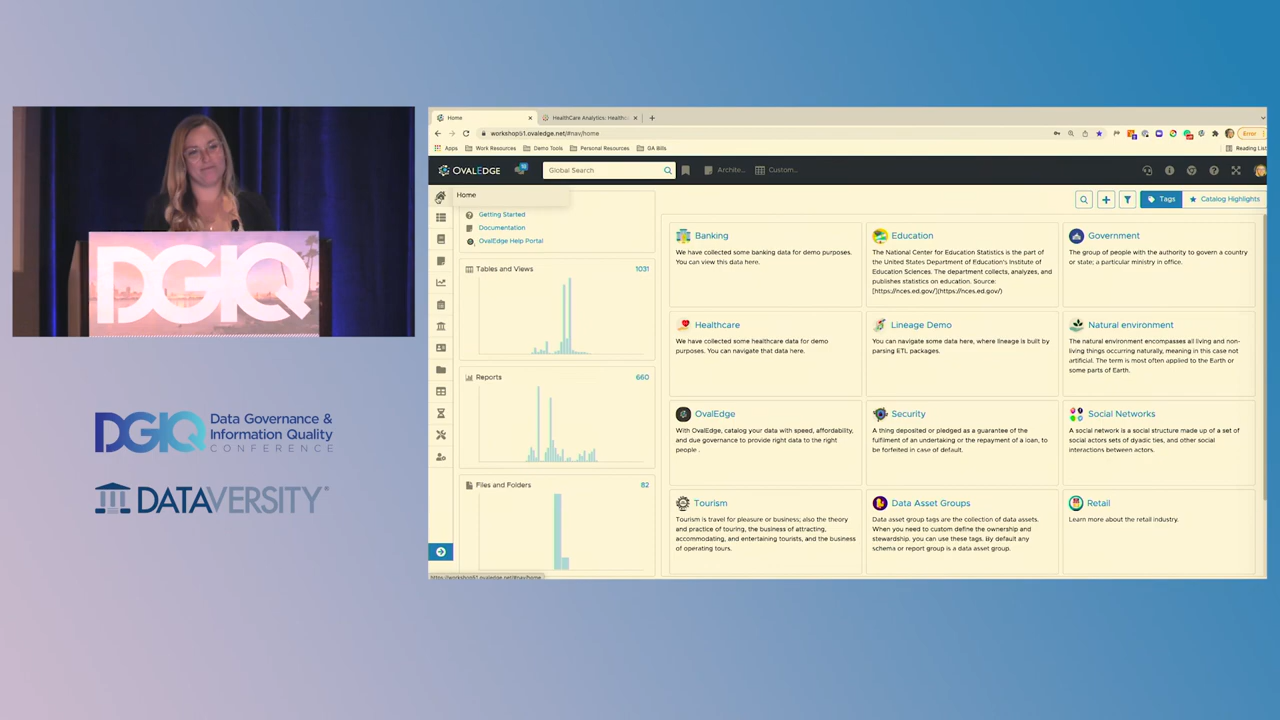 DGIQ
DGIQ Data Governance &
Information Quality
CONFERENCE
DATAVERSITY®
Home
HealthCare Analytics: Health
workshop51.ovaledge.net/#nav/home
Error
Apps
Work Resources
Demo Tools
Personal Resources
GA Bills
Reading List
OVALEDGE
Global Search
Archite...
Custom...
Home
Getting Started
Documentation
OvalEdge Help Portal
Tables and Views 1031
Reports 660
Files and Folders 82
Tags
Catalog Highlights
Banking
We have collected some banking data for demo purposes.
You can view this data here.
Education
The National Center for Education Statistics is the part
of the United States Department of Education's Institute of
Education Sciences. The department collects, analyzes, and
publishes statistics on education. Source:
[https://nces.ed.gov/](https://nces.ed.gov/)
Government
The group of people with the authority to govern a country
or state; a particular ministry in office.
Healthcare
We have collected some healthcare data for demo
purposes. You can navigate that data here.
Lineage Demo
You can navigate some data here, where lineage is built by
parsing ETL packages.
Natural environment
The natural environment encompasses all living and non-
living things occurring naturally, meaning in this case not
artificial. The term is most often applied to the Earth or
some parts of Earth.
OvalEdge
With OvalEdge, catalog your data with speed, affordability,
and due governance to provide right data to the right
people .
Security
A thing deposited or pledged as a guarantee of the
fulfilment of an undertaking or the repayment of a loan, to
be forfeited in case of default.
Social Networks
A social network is a social structure made up of a set of
social actors sets of dyadic ties, and other social
interactions between actors.
Tourism
Tourism is travel for pleasure or business; also the theory
and practice of touring, the business of attracting,
accommodating, and entertaining tourists, and the business
of operating tours.
Data Asset Groups
Data asset group tags are the collection of data assets.
When you need to custom define the ownership and
stewardship, you can use these tags. By default any
schema or report group is a data asset group.
Retail
Learn more about the retail industry.
https://workshop51.ovaledge.net/#nav/home